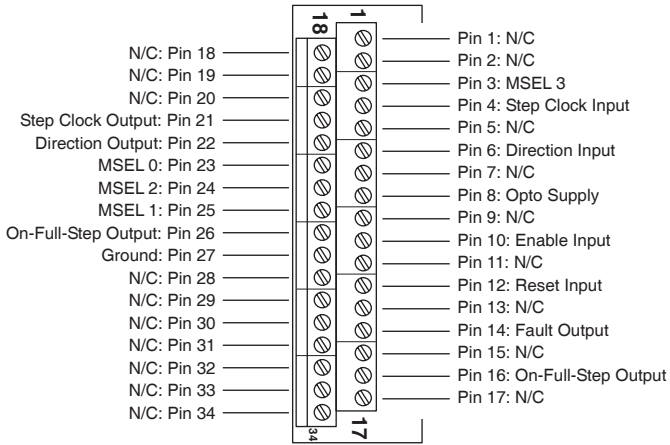 18
1
N/C: Pin 18
N/C: Pin 19
N/C: Pin 20
Step Clock Output: Pin 21
Direction Output: Pin 22
MSEL 0: Pin 23
MSEL 2: Pin 24
MSEL 1: Pin 25
On-Full-Step Output: Pin 26
Ground: Pin 27
N/C: Pin 28
N/C: Pin 29
N/C: Pin 30
N/C: Pin 31
N/C: Pin 32
N/C: Pin 33
N/C: Pin 34
Pin 1: N/C
Pin 2: N/C
Pin 3: MSEL 3
Pin 4: Step Clock Input
Pin 5: N/C
Pin 6: Direction Input
Pin 7: N/C
Pin 8: Opto Supply
Pin 9: N/C
Pin 10: Enable Input
Pin 11: N/C
Pin 12: Reset Input
Pin 13: N/C
Pin 14: Fault Output
Pin 15: N/C
Pin 16: On-Full-Step Output
Pin 17: N/C
34
17